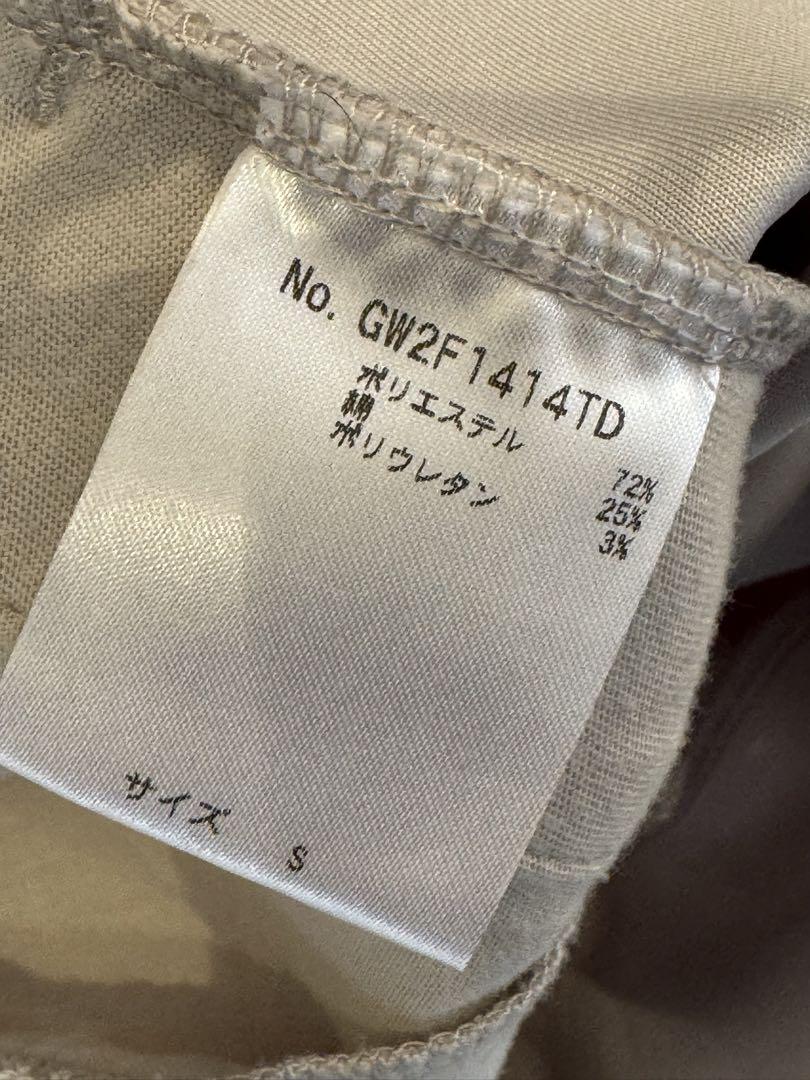 No. GW2F1414TD
ポリエステル 72%
綿 25%
ポリウレタン 3%
サイズ S